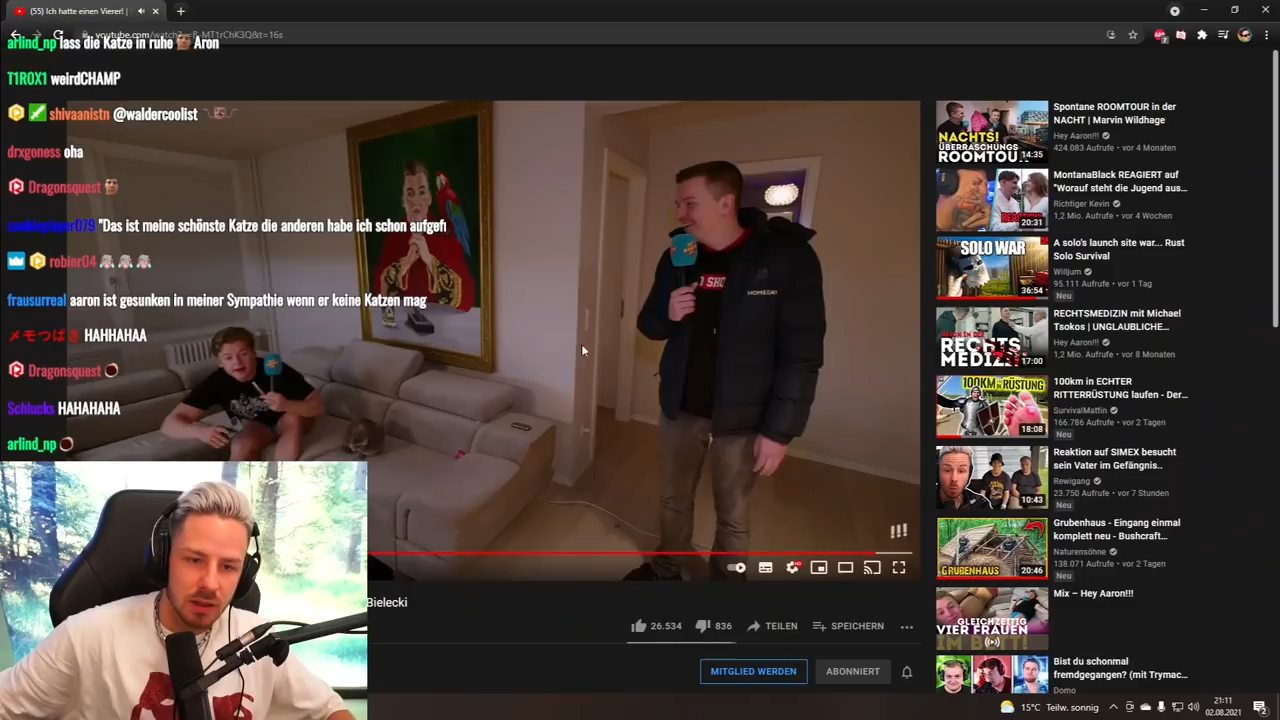 (55) Ich hatte einen Vierer! |
youtube.com/watch?v=
MT1rChK3Q&t=16s
arlind_np lass die Katze in ruhe Aron
T1R0X1 weirdCHAMP
shivaanistn @waldercoolist
drxgoness oha
Dragonsquest
"Das ist meine schönste Katze die anderen habe ich schon aufgefr
robinr04
frausurreal aaron ist gesunken in meiner Sympathie wenn er keine Katzen mag
メモつばさ HAHHAHAA
Dragonsquest
Schlucks HAHAHAHA
arlind_np
HOMEDAY
Bielecki
26.534
836
TEILEN
SPEICHERN
MITGLIED WERDEN
ABONNIERT
NACHTS!
ÜBERRASCHUNGS
ROOMTOUR
14:35
Spontane ROOMTOUR in der
NACHT | Marvin Wildhage
Hey Aaron!!!
424.083 Aufrufe • vor 4 Monaten
20:31
MontanaBlack REAGIERT auf
"Worauf steht die Jugend aus...
Richtiger Kevin
1,2 Mio. Aufrufe • vor 4 Wochen
SOLO WAR
36:54
A solo's launch site war... Rust
Solo Survival
Willjum
95.111 Aufrufe • vor 1 Tag
Neu
RECHTS
MEDIZIN
17:00
RECHTSMEDIZIN mit Michael
Tsokos | UNGLAUBLICHE...
Hey Aaron!!!
1,2 Mio. Aufrufe • vor 8 Monaten
100KM IN RÜSTUNG
18:08
100km in ECHTER
RITTERRÜSTUNG laufen - Der...
SurvivalMattin
166.786 Aufrufe • vor 2 Tagen
Neu
10:43
Reaktion auf SIMEX besucht
sein Vater im Gefängnis..
Rewigang
23.750 Aufrufe • vor 7 Stunden
Neu
GRUBENHAUS
20:46
Grubenhaus - Eingang einmal
komplett neu - Bushcraft...
Naturensöhne
138.071 Aufrufe • vor 2 Tagen
Neu
GLEICHZEITIG
VIER FRAUEN
IM BETT!
Mix – Hey Aaron!!!
Bist du schonmal
fremdgegangen? (mit Trymac...
Domo
15°C Teilw. sonnig
21:11
02.08.2021